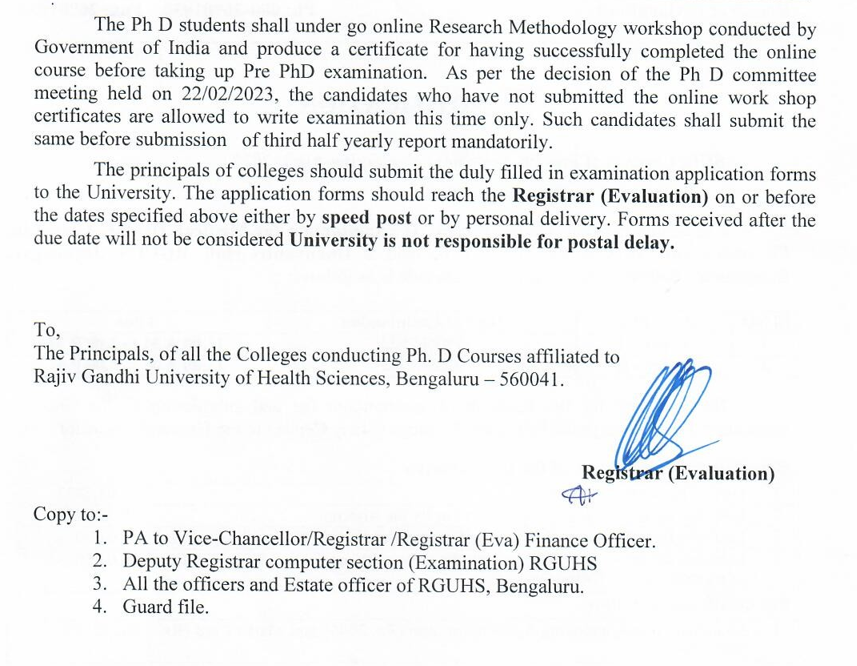 The Ph D students shall under go online Research Methodology workshop conducted by
Government of India and produce a certificate for having successfully completed the online
course before taking up Pre PhD examination. As per the decision of the Ph D committee
meeting held on 22/02/2023, the candidates who have not submitted the online work shop
certificates are allowed to write examination this time only. Such candidates shall submit the
same before submission of third half yearly report mandatorily.
The principals of colleges should submit the duly filled in examination application forms
to the University. The application forms should reach the Registrar (Evaluation) on or before
the dates specified above either by speed post or by personal delivery. Forms received after the
due date will not be considered University is not responsible for postal delay.
To,
The Principals, of all the Colleges conducting Ph. D Courses affiliated to
Rajiv Gandhi University of Health Sciences, Bengaluru – 560041.
Registrar (Evaluation)
Copy to:-
1. PA to Vice-Chancellor/Registrar /Registrar (Eva) Finance Officer.
2. Deputy Registrar computer section (Examination) RGUHS
3. All the officers and Estate officer of RGUHS, Bengaluru.
4. Guard file.